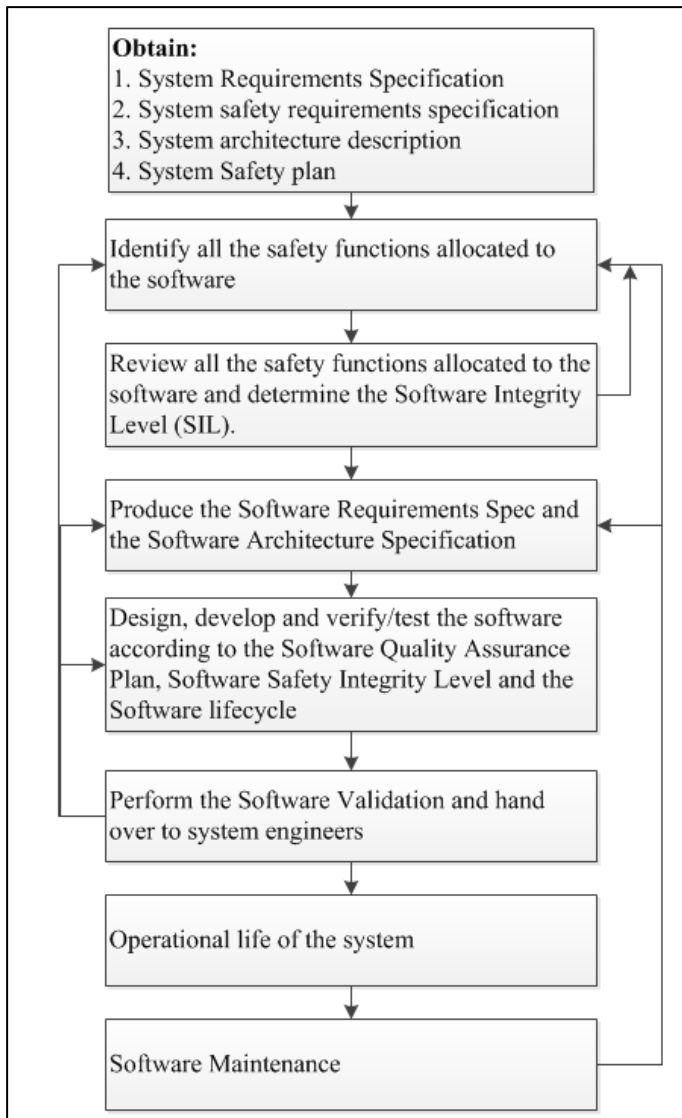 Obtain:
1. System Requirements Specification
2. System safety requirements specification
3. System architecture description
4. System Safety plan
Identify all the safety functions allocated to
the software
Review all the safety functions allocated to the
software and determine the Software Integrity
Level (SIL).
Produce the Software Requirements Spec and
the Software Architecture Specification
Design, develop and verify/test the software
according to the Software Quality Assurance
Plan, Software Safety Integrity Level and the
Software lifecycle
Perform the Software Validation and hand
over to system engineers
Operational life of the system
Software Maintenance